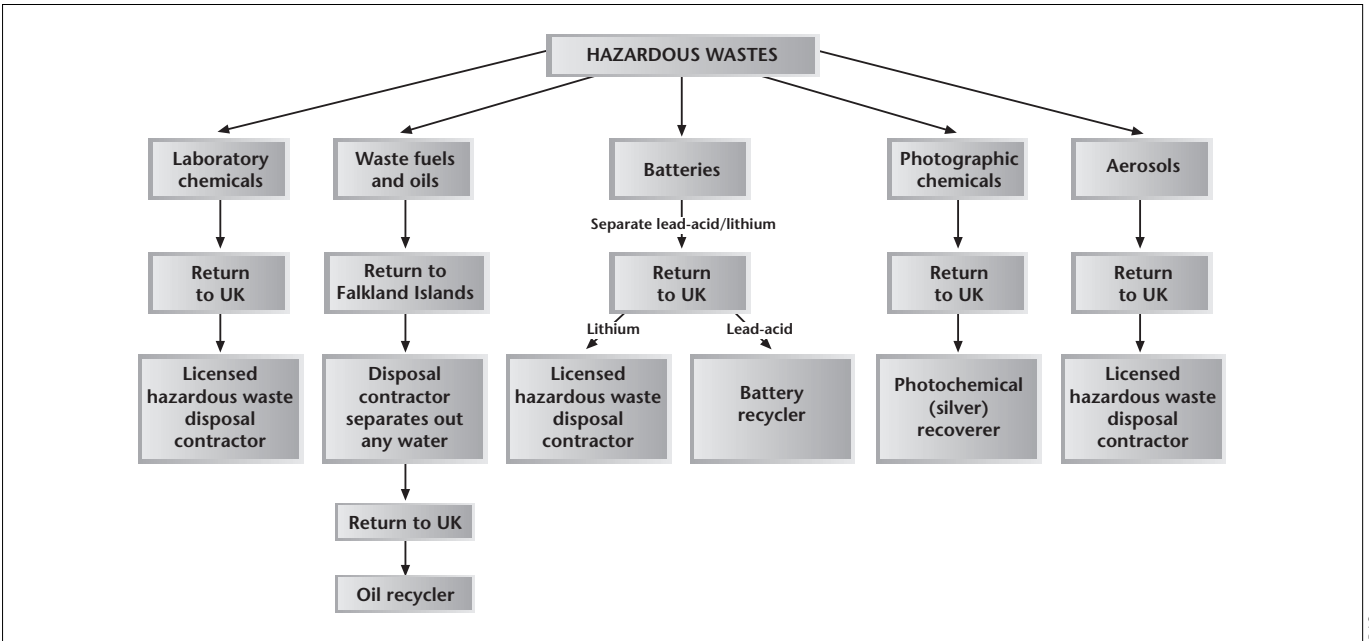 HAZARDOUS WASTES
Laboratory
chemicals
Waste fuels
and oils
Batteries
Photographic
chemicals
Aerosols
Separate lead-acid/lithium
Return
to UK
Return to
Falkland Islands
Return
to UK
Return
to UK
Return
to UK
Lithium
Lead-acid
Licensed
hazardous waste
disposal
contractor
Disposal
contractor
separates out
any water
Licensed
hazardous waste
disposal
contractor
Battery
recycler
Photochemical
(silver)
recoverer
Licensed
hazardous waste
disposal
contractor
Return to UK
Oil recycler